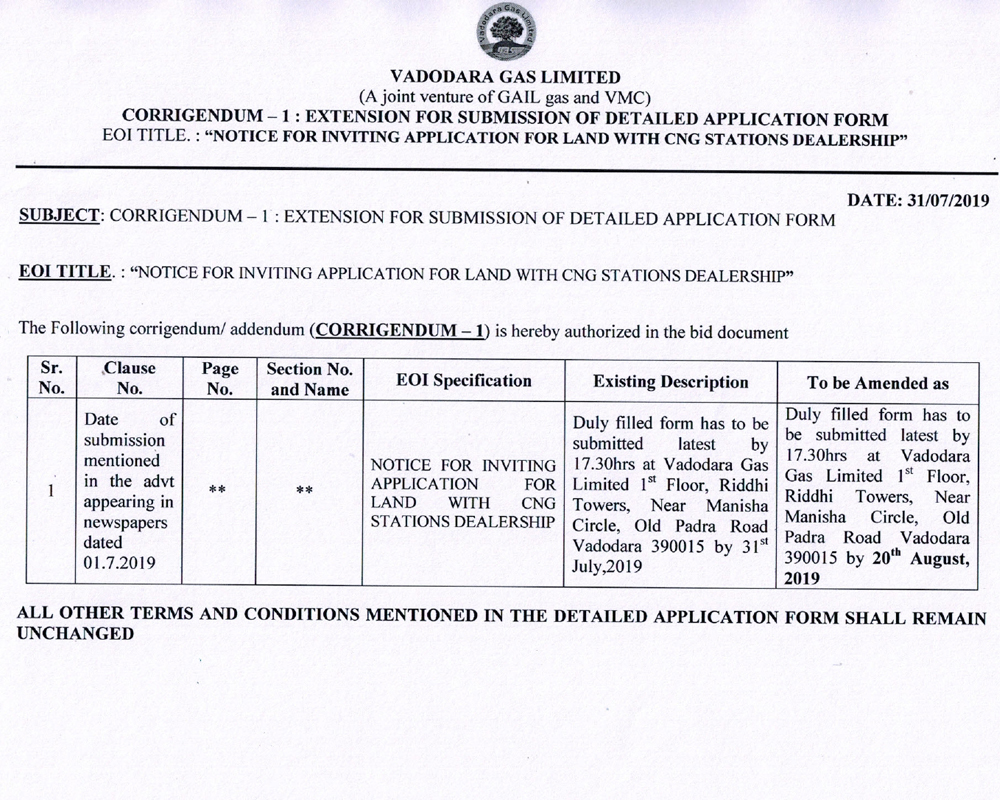 Vadodara Gas Limited
VADODARA GAS LIMITED
(A joint venture of GAIL gas and VMC)
CORRIGENDUM – 1 : EXTENSION FOR SUBMISSION OF DETAILED APPLICATION FORM
EOI TITLE. : “NOTICE FOR INVITING APPLICATION FOR LAND WITH CNG STATIONS DEALERSHIP”
DATE: 31/07/2019
SUBJECT: CORRIGENDUM – 1 : EXTENSION FOR SUBMISSION OF DETAILED APPLICATION FORM
EOI TITLE. : “NOTICE FOR INVITING APPLICATION FOR LAND WITH CNG STATIONS DEALERSHIP”
The Following corrigendum/ addendum (CORRIGENDUM – 1) is hereby authorized in the bid document
Sr.
No.
Clause
No.
Page
No.
Section No.
and Name
EOI Specification
Existing Description
To be Amended as
1
Date of
submission
mentioned
in the advt
appearing in
newspapers
dated
01.7.2019
**
**
NOTICE FOR INVITING
APPLICATION FOR
LAND WITH CNG
STATIONS DEALERSHIP
Duly filled form has to be
submitted latest by
17.30hrs at Vadodara Gas
Limited 1st Floor, Riddhi
Towers, Near Manisha
Circle, Old Padra Road
Vadodara 390015 by 31st
July,2019
Duly filled form has to
be submitted latest by
17.30hrs at Vadodara
Gas Limited 1st Floor,
Riddhi Towers, Near
Manisha Circle, Old
Padra Road Vadodara
390015 by 20th August,
2019
ALL OTHER TERMS AND CONDITIONS MENTIONED IN THE DETAILED APPLICATION FORM SHALL REMAIN
UNCHANGED